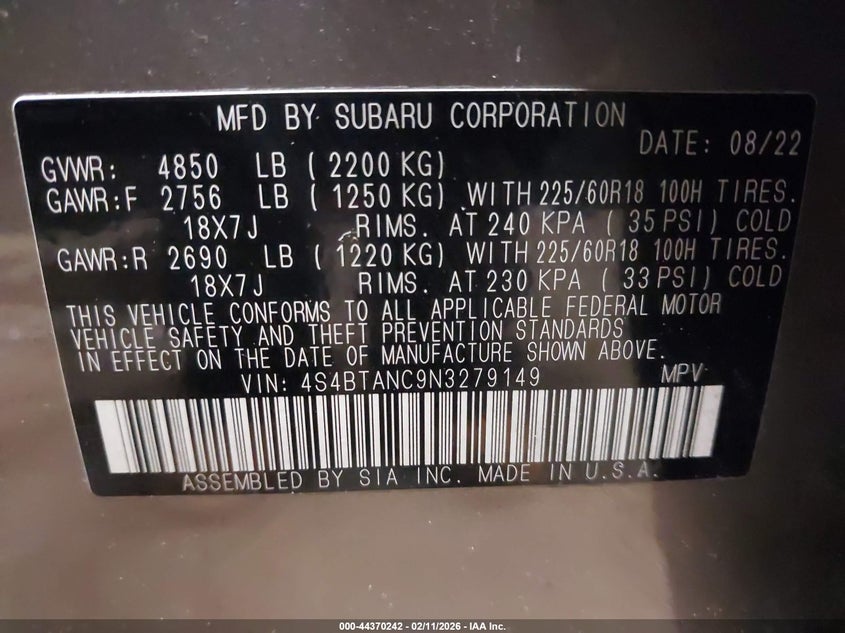 MFD BY SUBARU CORPORATION
DATE: 08/22
GVWR: 4850 LB ( 2200 KG)
GAWR:F 2756 LB ( 1250 KG) WITH 225/60R18 100H TIRES.
18X7J RIMS. AT 240 KPA ( 35 PSI) COLD
GAWR:R 2690 LB ( 1220 KG) WITH 225/60R18 100H TIRES.
18X7J RIMS. AT 230 KPA ( 33 PSI) COLD
THIS VEHICLE CONFORMS TO ALL APPLICABLE FEDERAL MOTOR
VEHICLE SAFETY AND THEFT PREVENTION STANDARDS
IN EFFECT ON THE DATE OF MANUFACTURE SHOWN ABOVE.
VIN: 4S4BTANC9N3279149 MPV
ASSEMBLED BY SIA INC. MADE IN U.S.A.
000-44370242 - 02/11/2026 - IAA Inc.